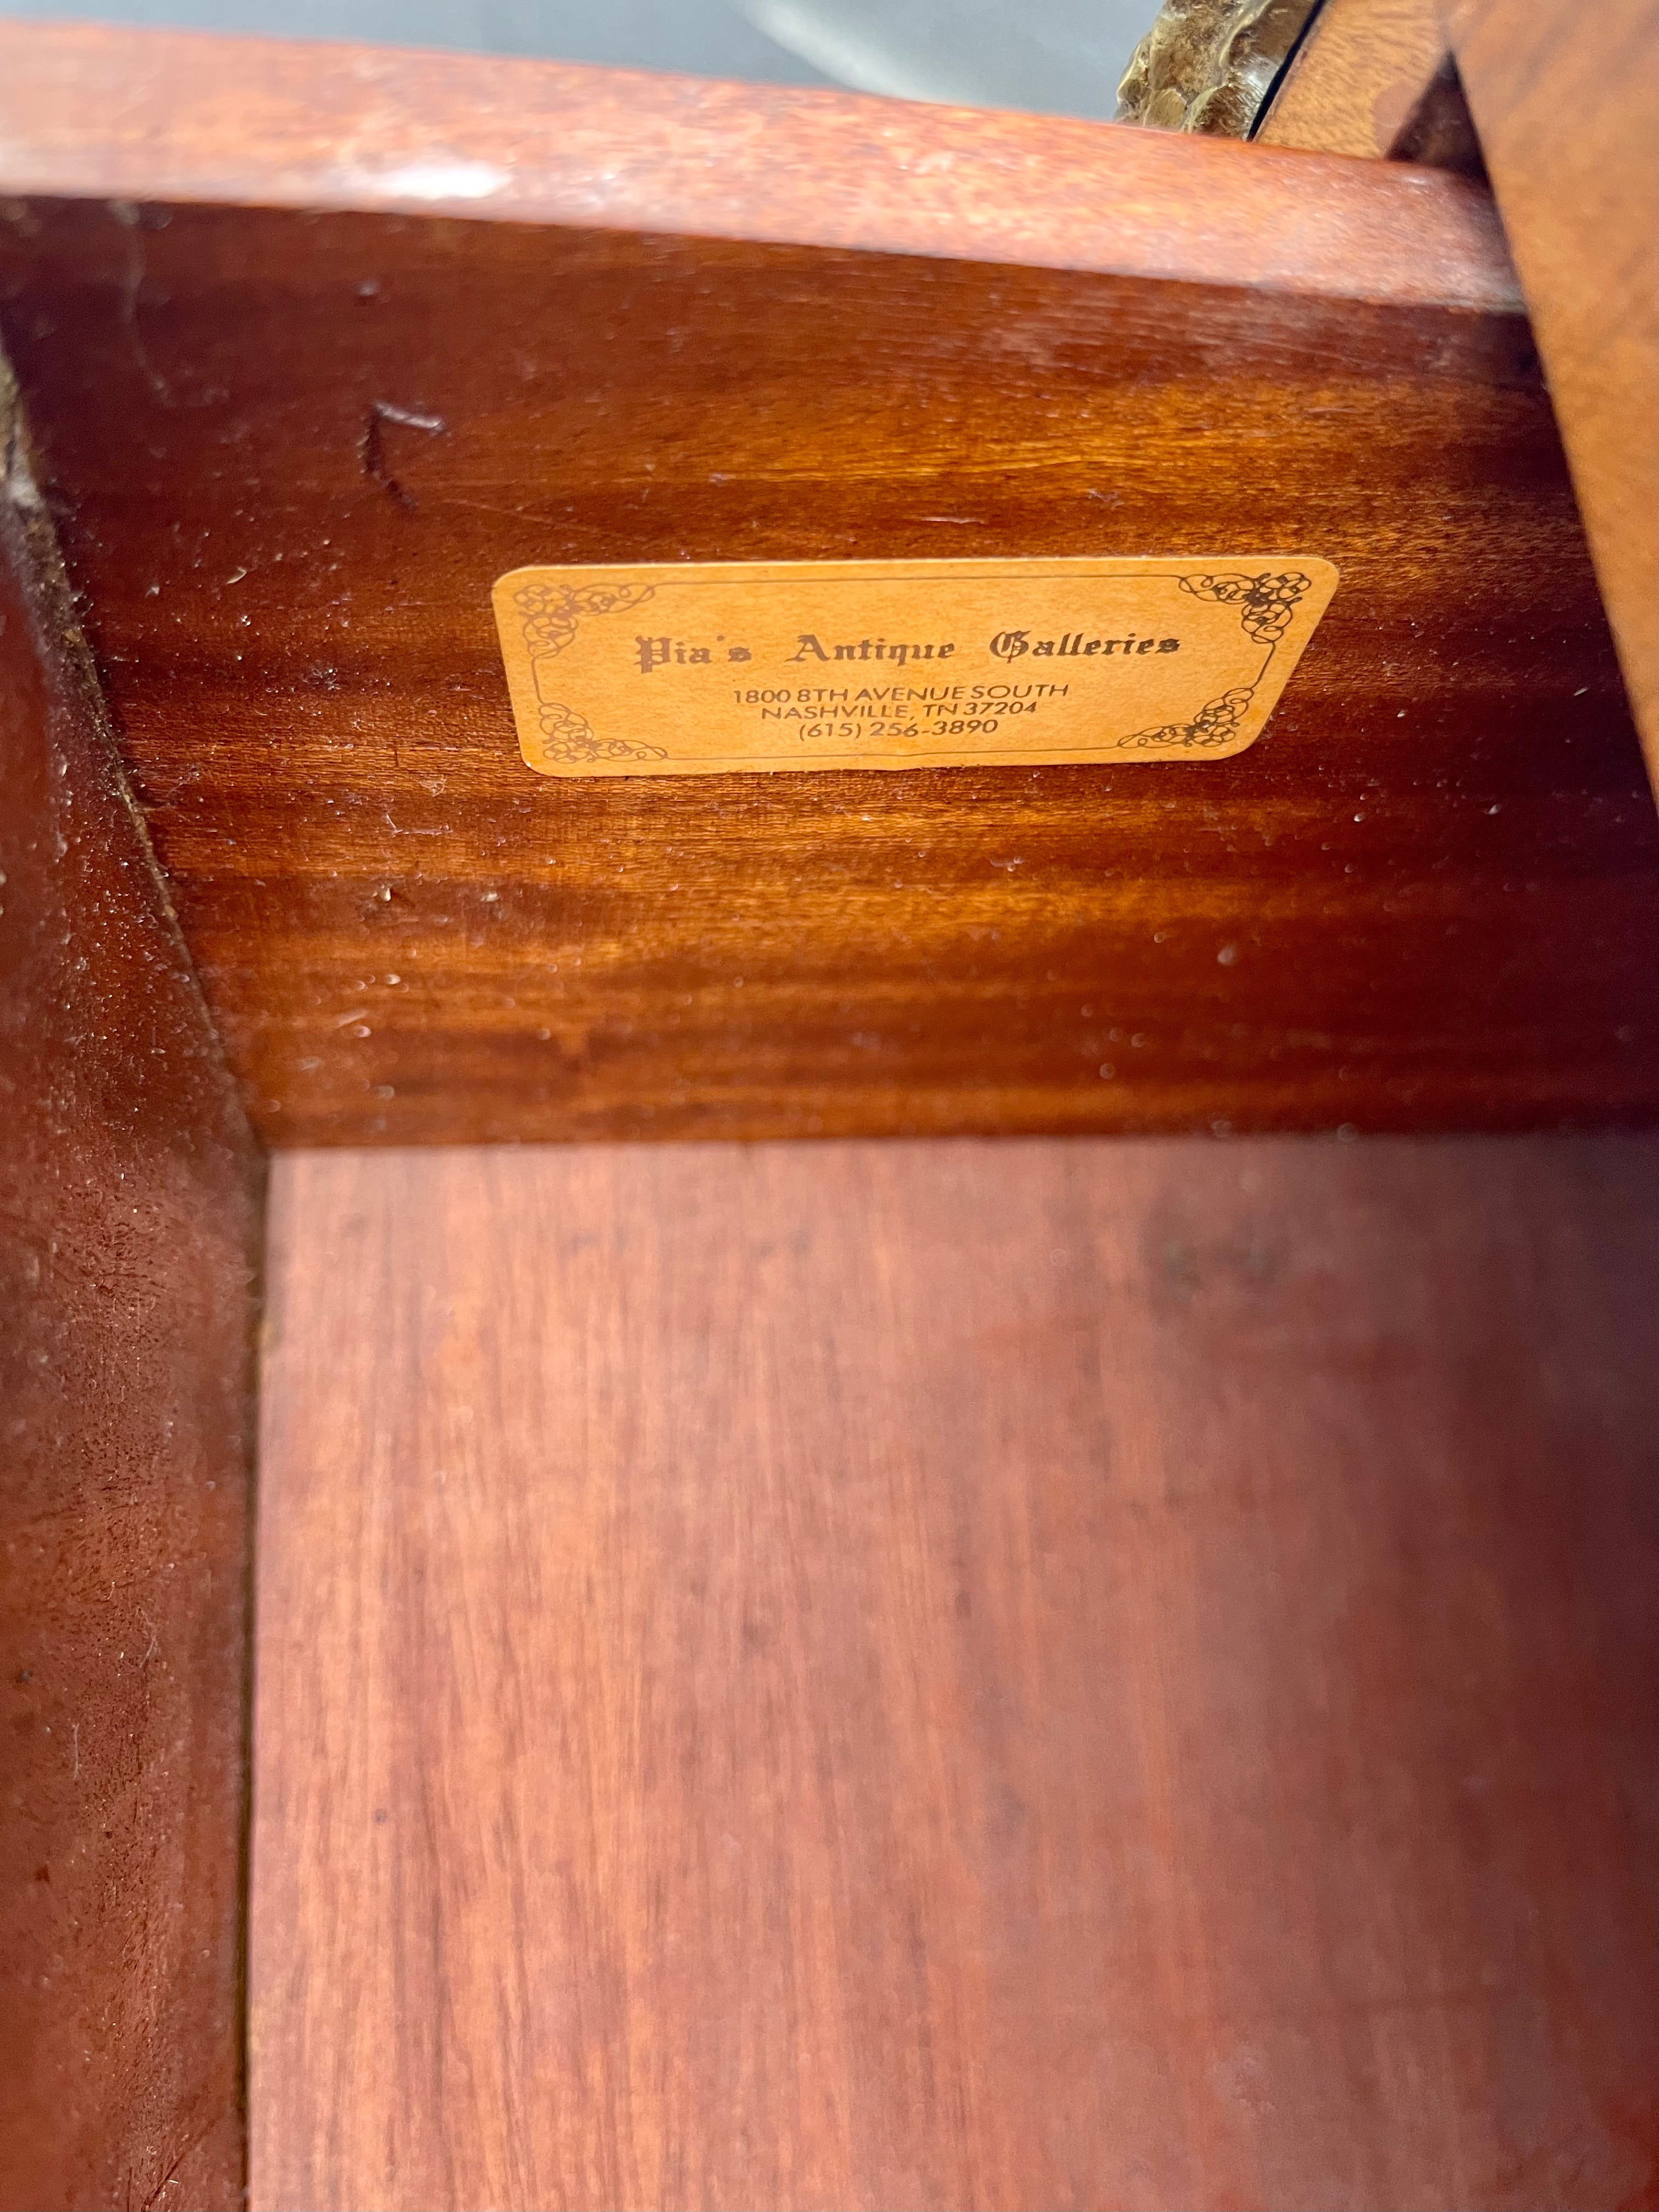 Pia's Antique Galleries
1800 8TH AVENUE SOUTH
NASHVILLE, TN 37204
(615) 256-3890